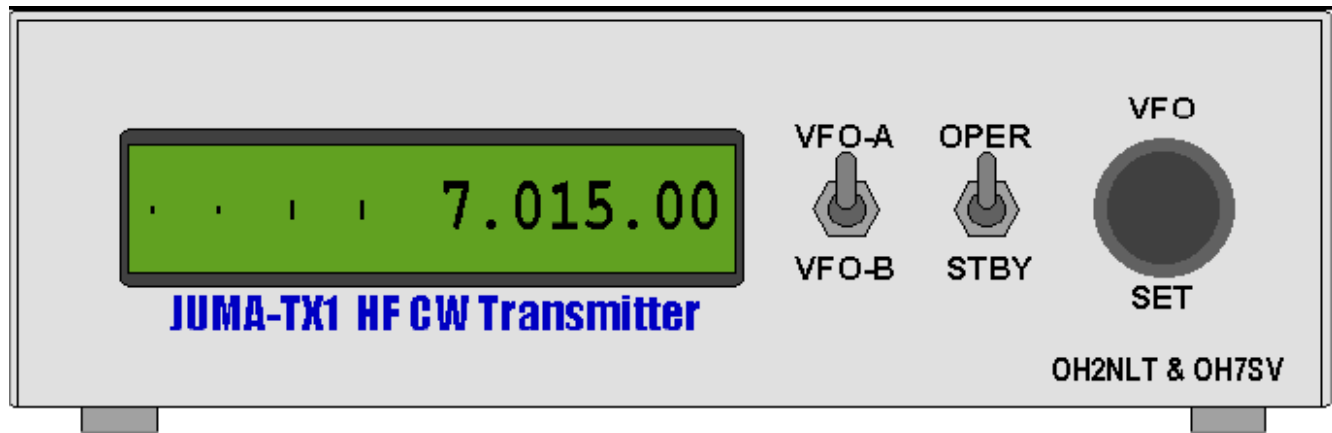 VFO
VFO-A OPER
7.015.00
VFO-B STBY
SET
JUMA-TX1 HF CW Transmitter
OH2NLT & OH7SV